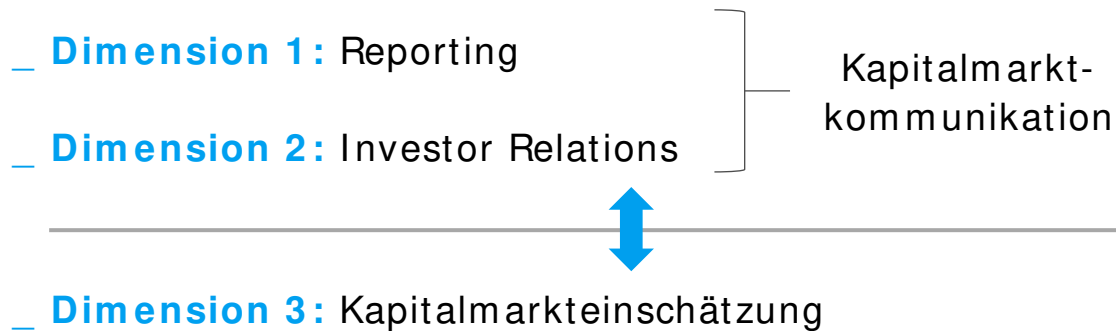 _ Dimension 1: Reporting
Kapitalmarkt-
kommunikation
_ Dimension 2: Investor Relations
_ Dimension 3: Kapitalmarkteinschätzung